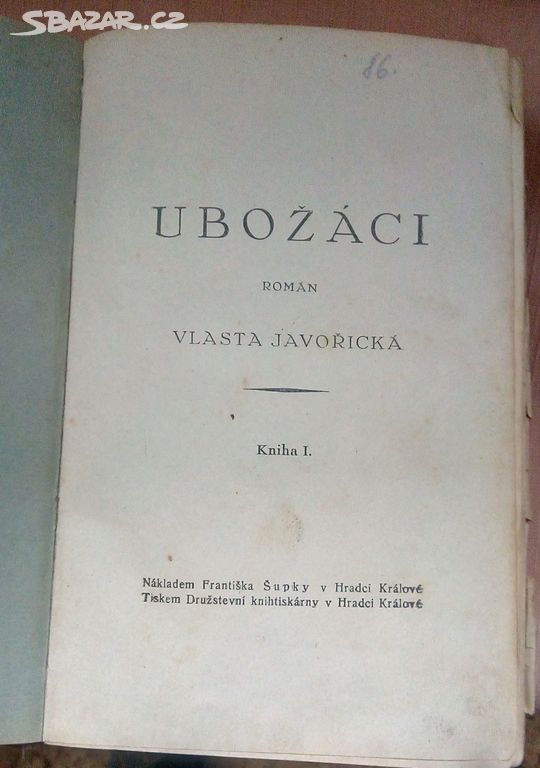 SBAZAR.CZ
86.
UBOŽÁCI
ROMÁN
VLASTA JAVOŘICKÁ
Kniha I.
Nákladem Františka Šupky v Hradci Králové
Tiskem Družstevní knihtiskárny v Hradci Králové